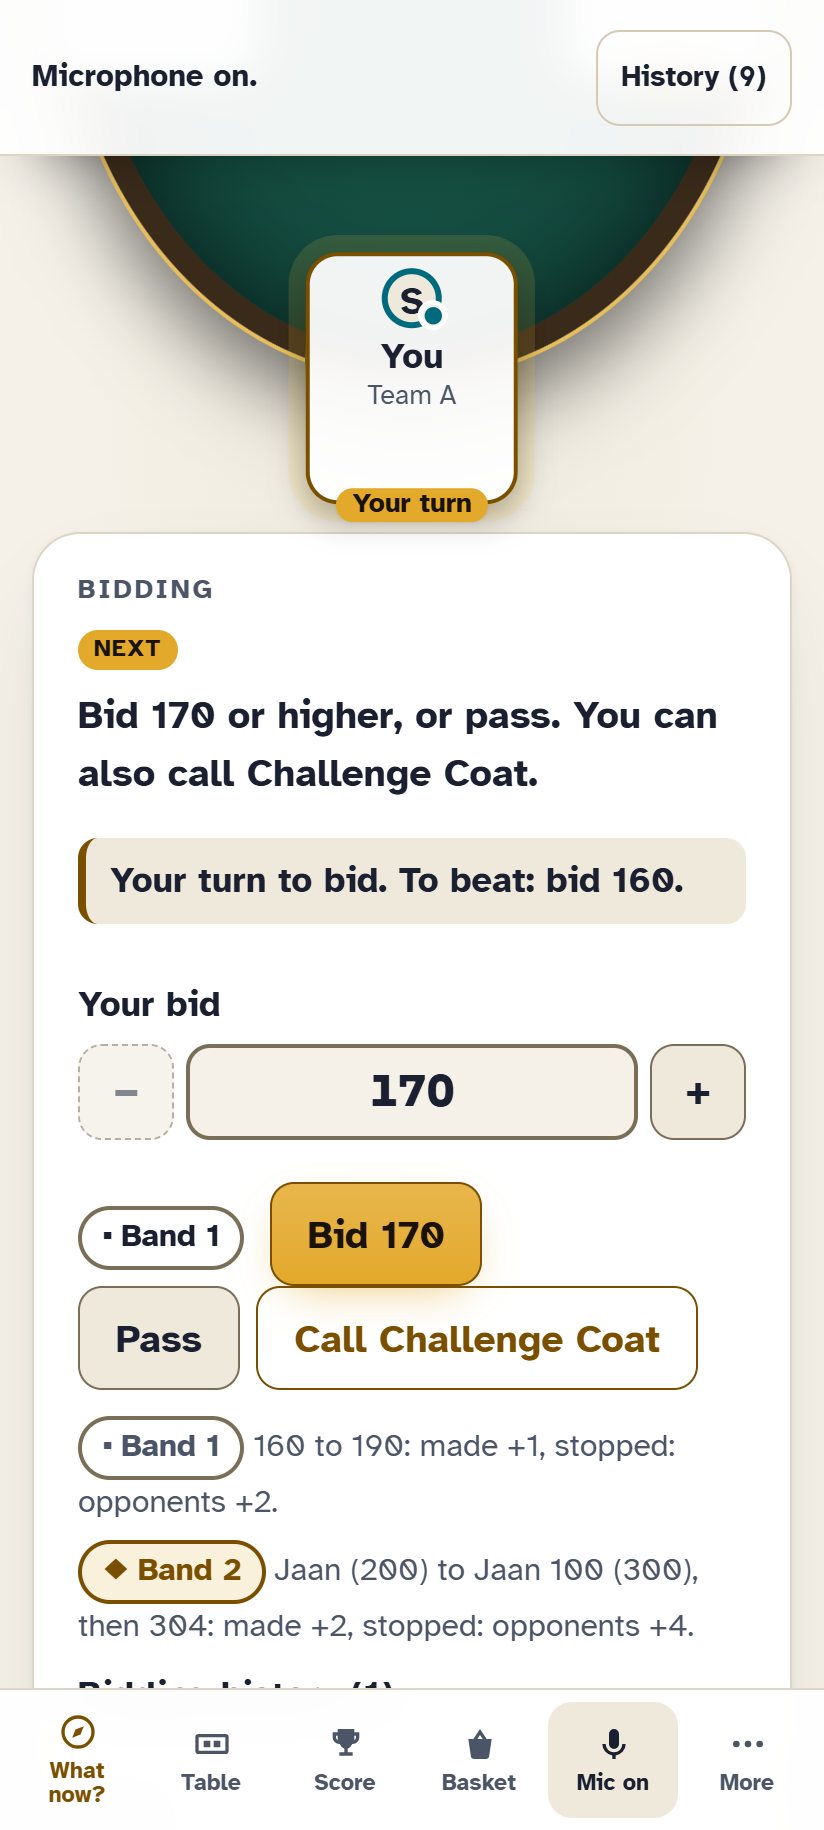 Microphone on.
History (9)
S
You
Team A
Your turn
BIDDING
NEXT
Bid 170 or higher, or pass. You can
also call Challenge Coat.
Your turn to bid. To beat: bid 160.
Your bid
−
170
+
▪ Band 1
Bid 170
Pass
Call Challenge Coat
▪ Band 1 160 to 190: made +1, stopped:
opponents +2.
◆ Band 2 Jaan (200) to Jaan 100 (300),
then 304: made +2, stopped: opponents +4.
Bidding history (1)
What
now?
Table
Score
Basket
Mic on
More